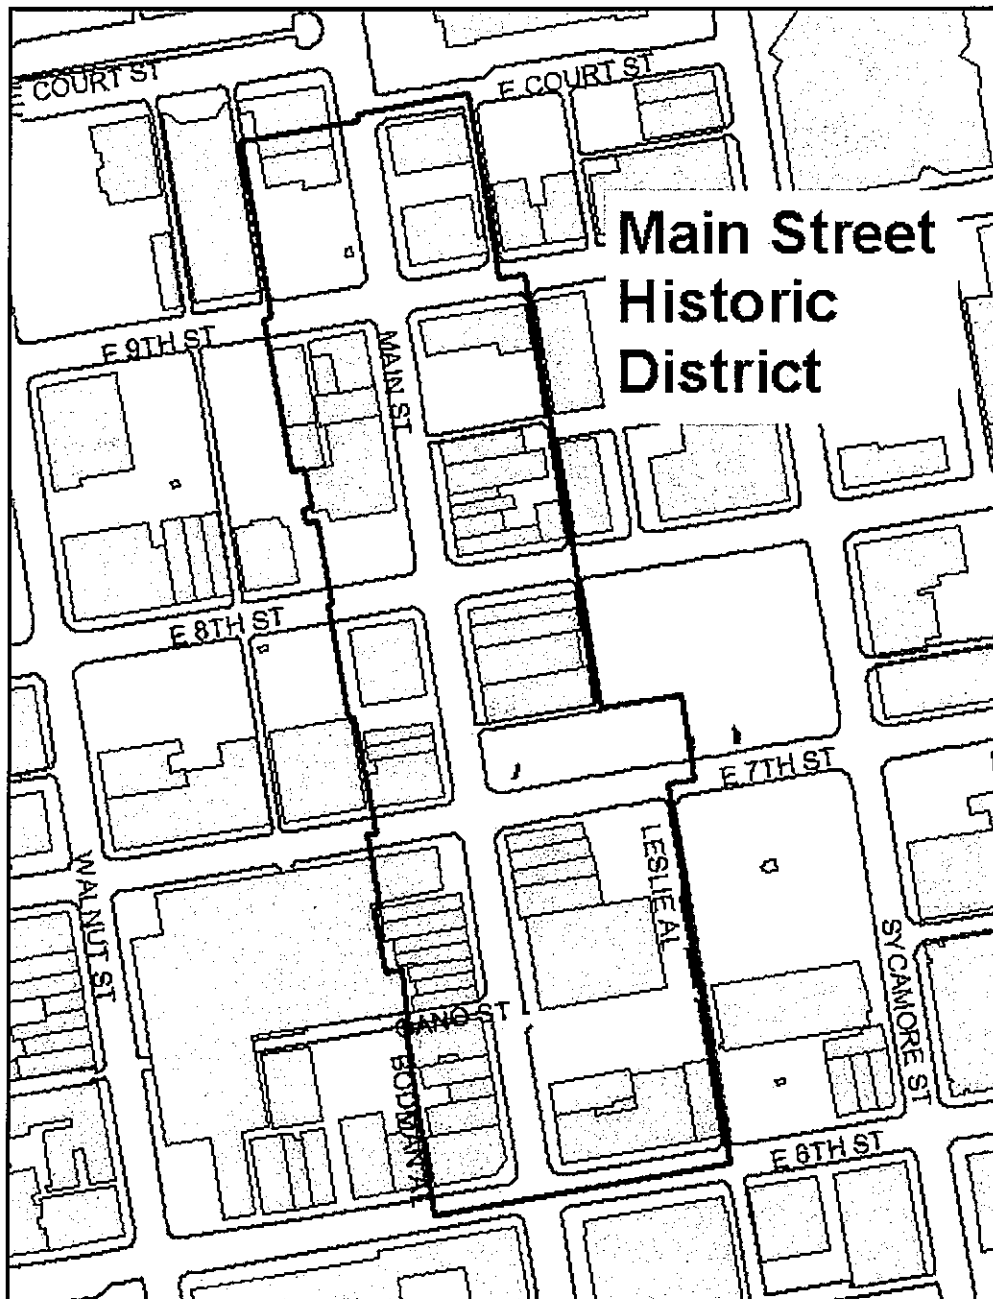 E COURT ST
E COURT ST
Main Street
Historic
District
E 9TH ST
MAIN ST
E 8TH ST
E 7TH ST
LESLIE AL
WALNUT ST
SYCAMORE ST
GANO ST
BODMAN AL
E 6TH ST